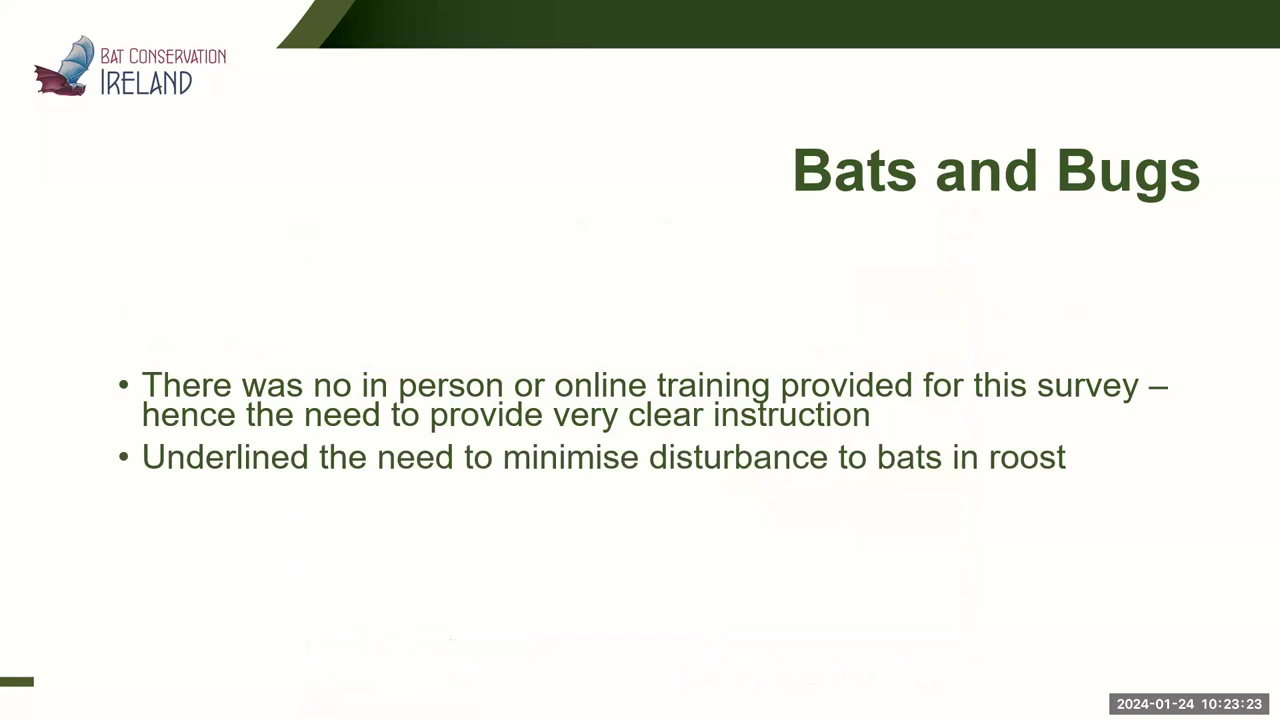 BAT CONSERVATION
IRELAND
Bats and Bugs
• There was no in person or online training provided for this survey –
hence the need to provide very clear instruction
• Underlined the need to minimise disturbance to bats in roost
2024-01-24 10:23:23